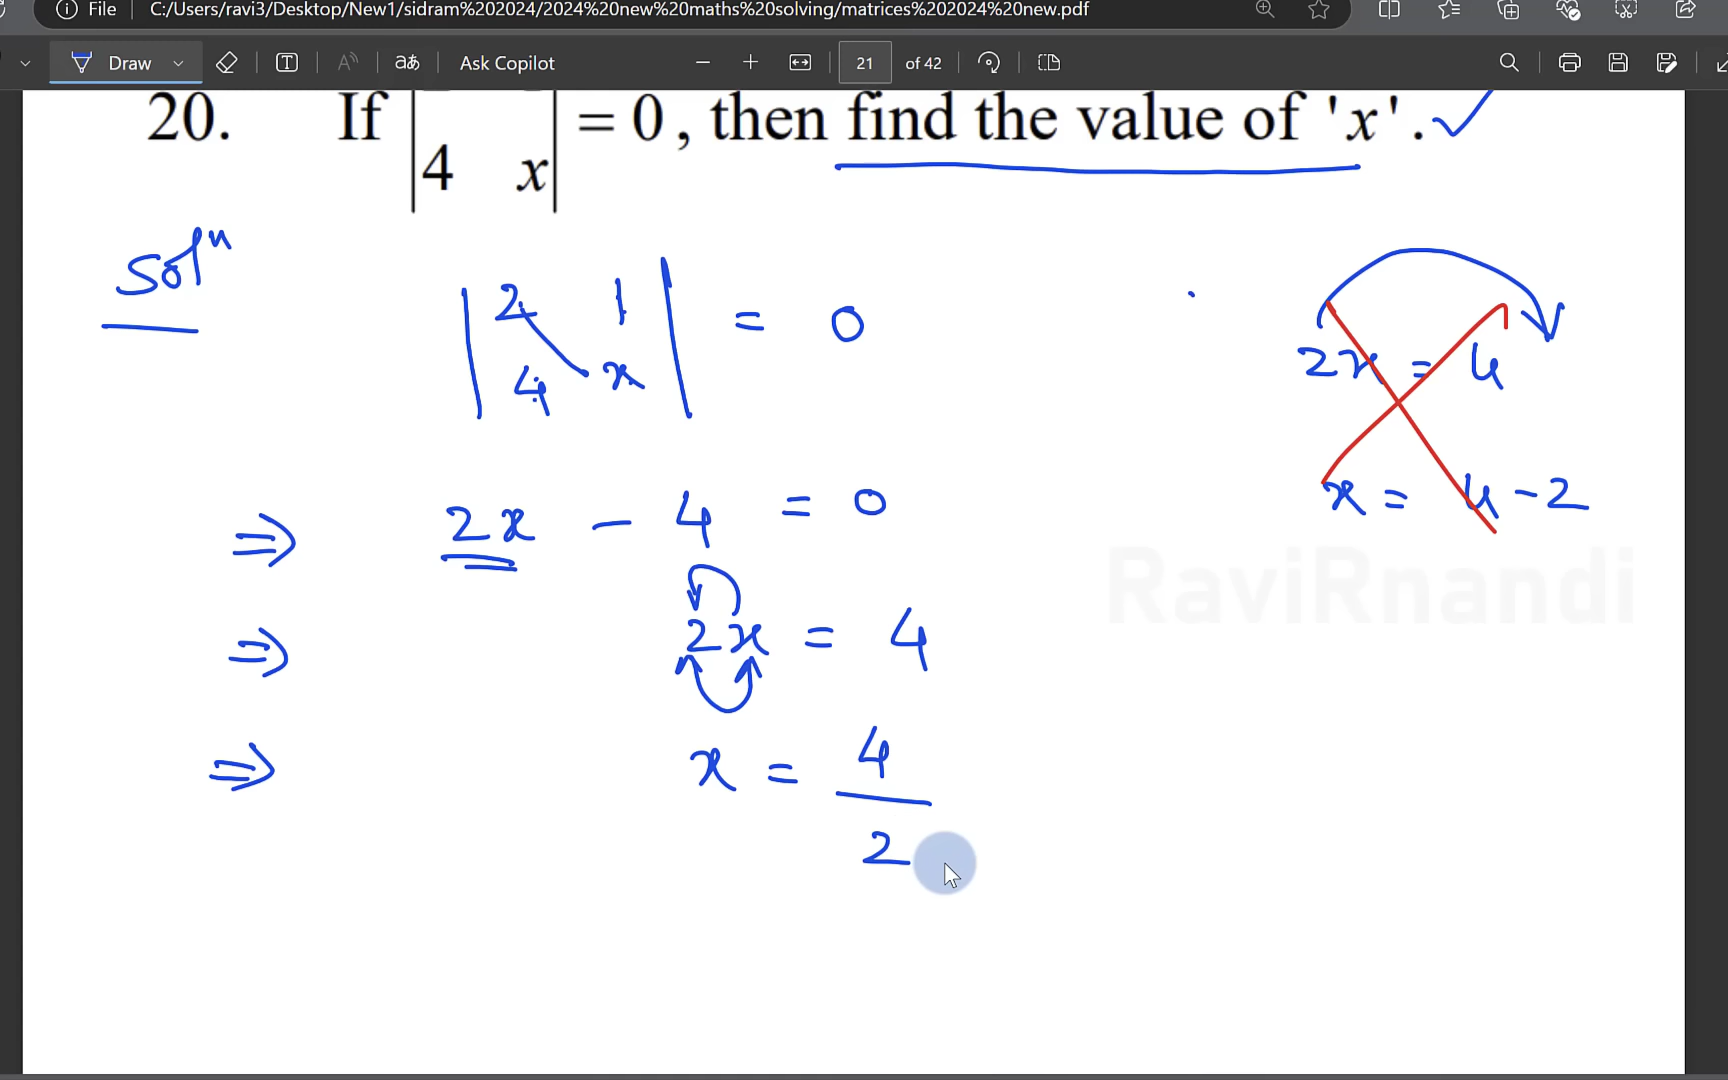 File C:/Users/ravi3/Desktop/New1/sidram%202024/2024%20new%20maths%20solving/matrices%202024%20new.pdf
Draw T A aあ Ask Copilot − + 21 of 42
20. If | | = 0, then find the value of 'x'. ✓
4 x
Solⁿ
2 1
4 x
= 0
2x = 4
x = 4 - 2
⇒ 2x - 4 = 0
⇒ 2x = 4
⇒ x = 4/2
RaviRnandi